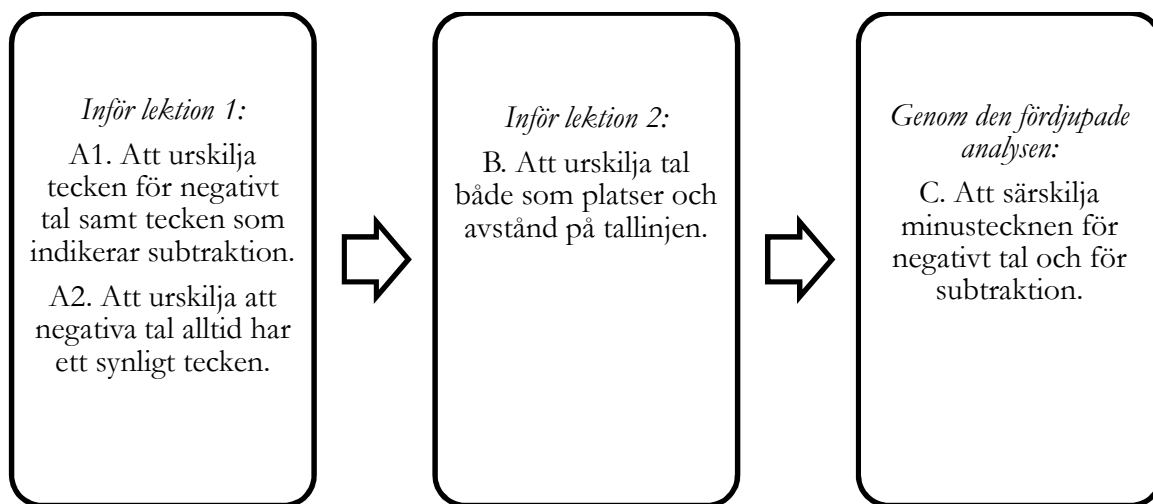 Inför lektion 1:
A1. Att urskilja
tecken för negativt
tal samt tecken som
indikerar subtraktion.
A2. Att urskilja att
negativa tal alltid har
ett synligt tecken.
Inför lektion 2:
B. Att urskilja tal
både som platser och
avstånd på tallinjen.
Genom den fördjupade
analysen:
C. Att särskilja
minustecknen för
negativt tal och för
subtraktion.